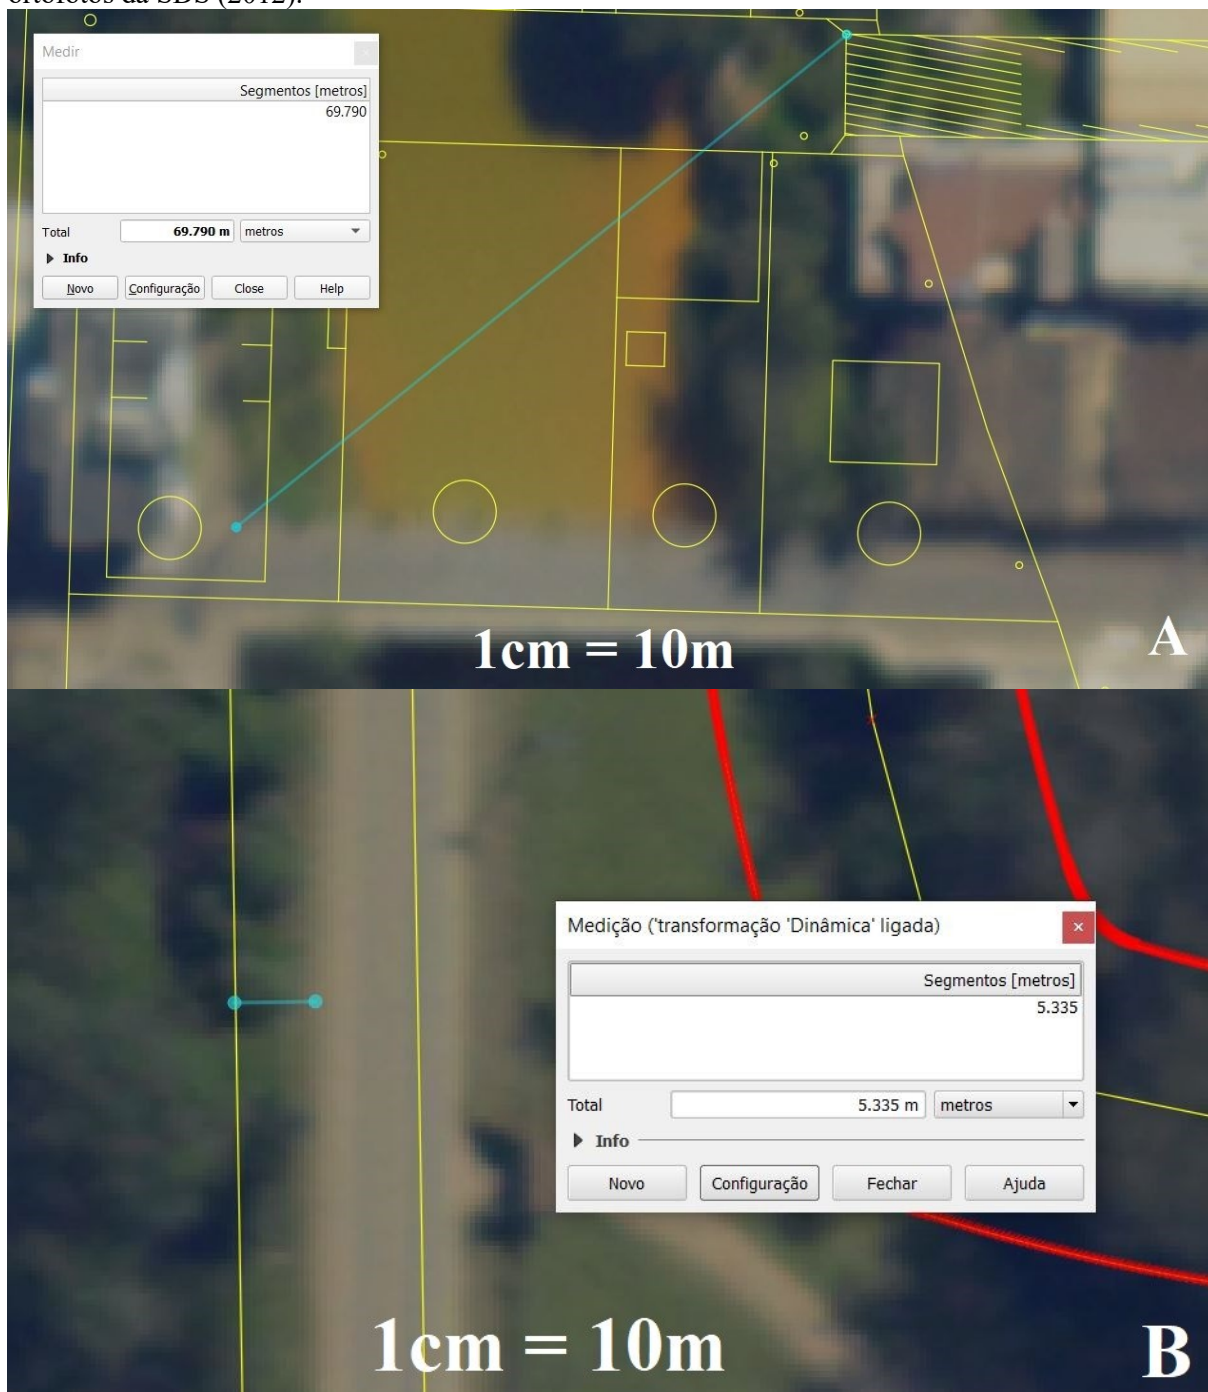 ortofotos da SDS (2012).
Medir
Segmentos [metros]
69.790
Total 69.790 m metros
Info
Novo Configuração Close Help
1cm = 10m
A
Medição ('transformação 'Dinâmica' ligada)
Segmentos [metros]
5.335
Total 5.335 m metros
Info
Novo Configuração Fechar Ajuda
1cm = 10m
B